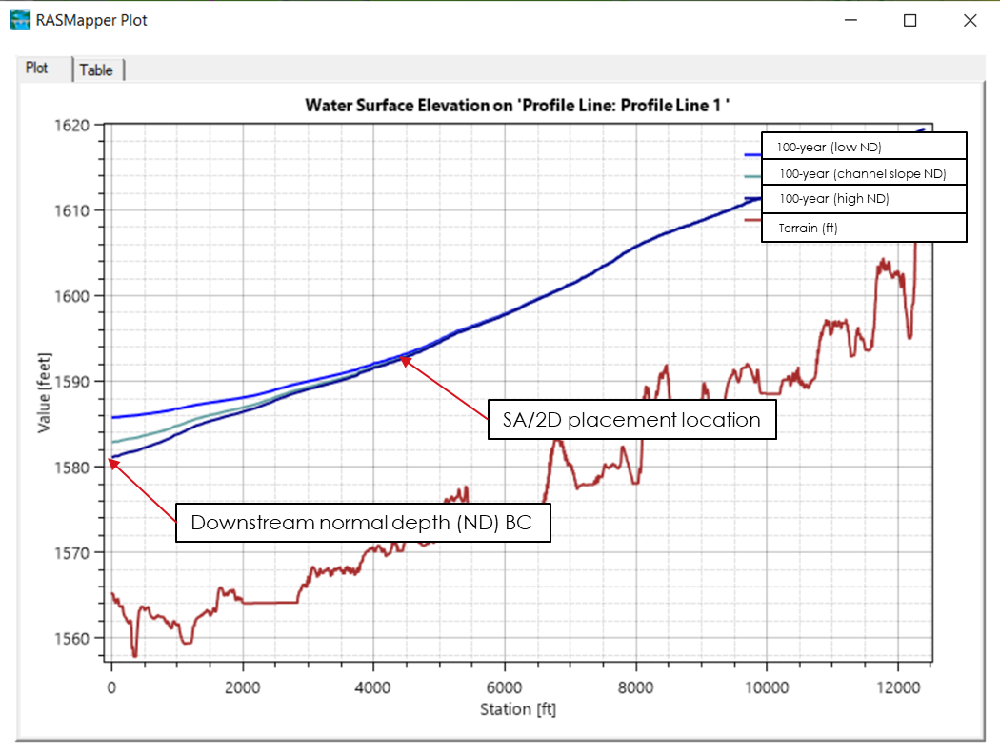 RASMapper Plot
Plot
Table
Water Surface Elevation on 'Profile Line: Profile Line 1 '
1620
1610
1600
1590
1580
1570
1560
Value [feet]
100-year (low ND)
100-year (channel slope ND)
100-year (high ND)
Terrain (ft)
SA/2D placement location
Downstream normal depth (ND) BC
0
2000
4000
6000
8000
10000
12000
Station [ft]